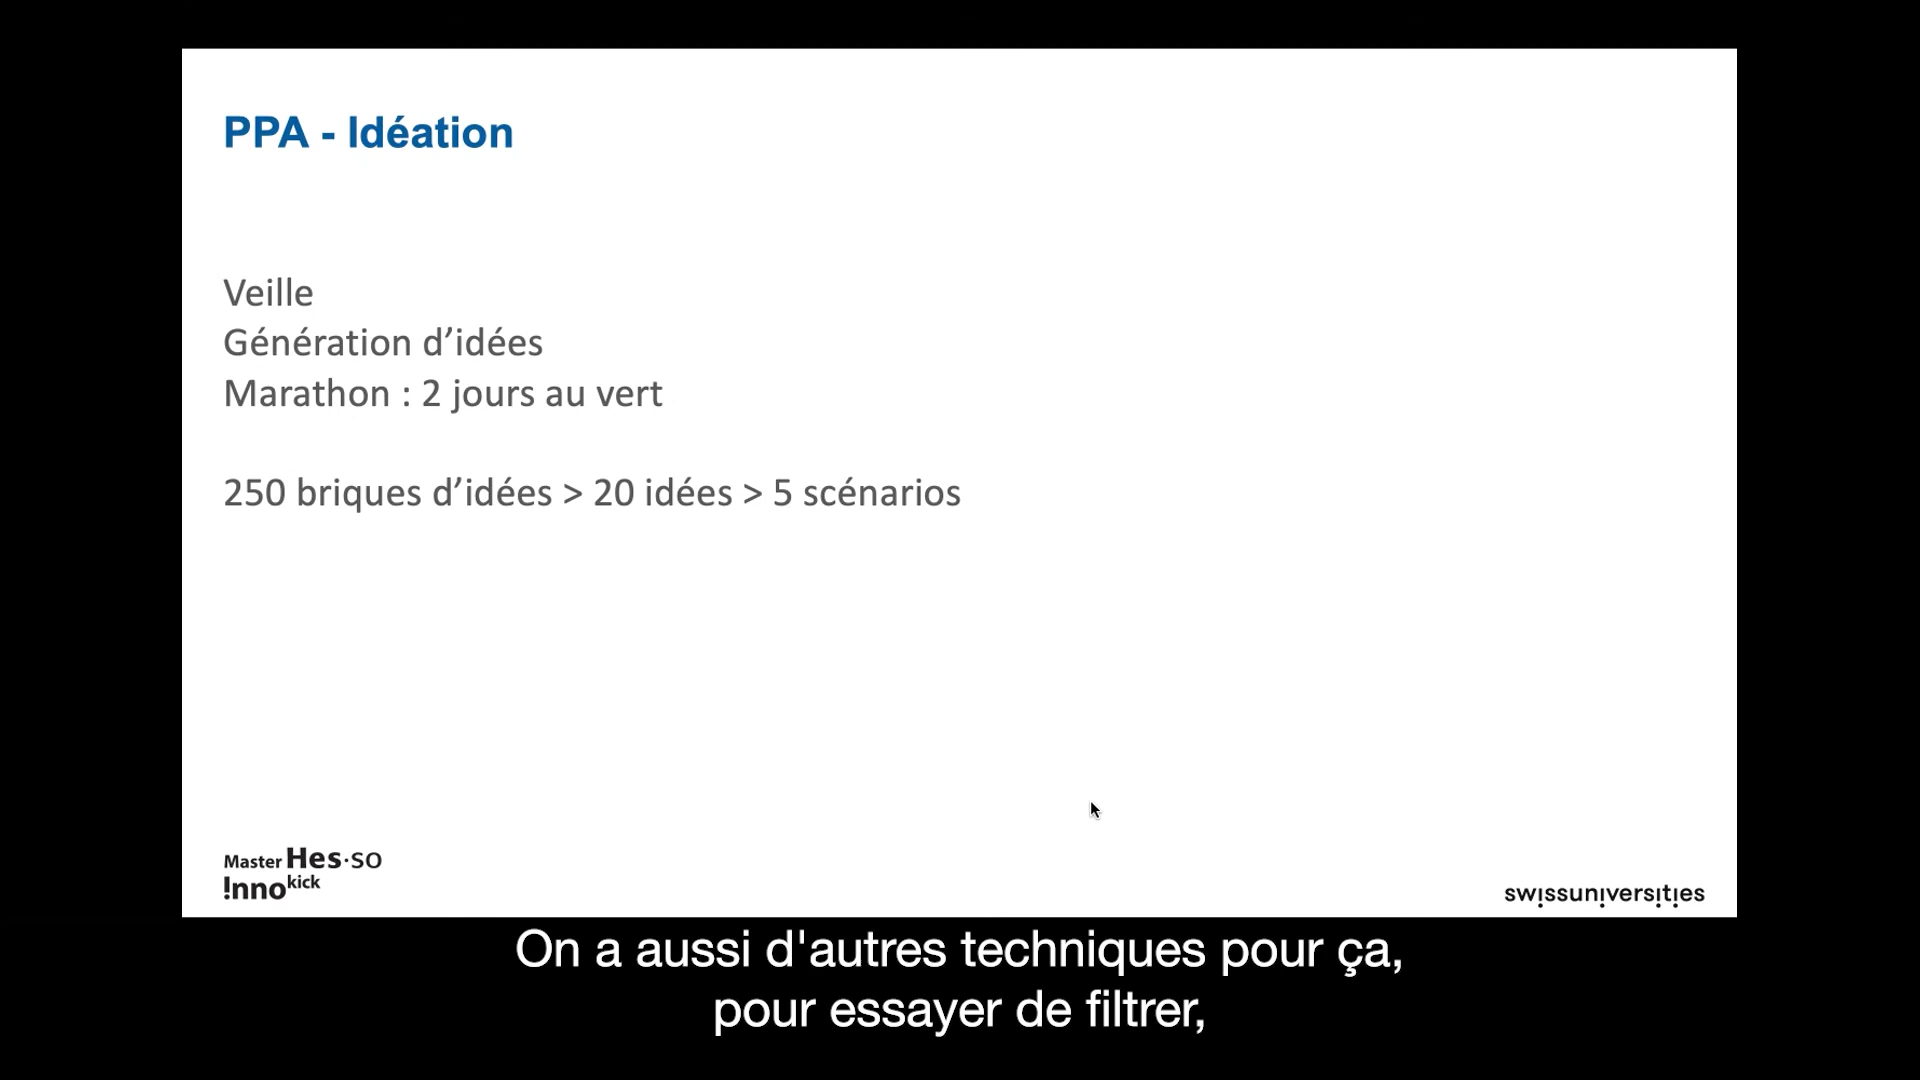 PPA - Idéation
Veille
Génération d’idées
Marathon : 2 jours au vert
250 briques d’idées > 20 idées > 5 scénarios
Master Hes·so
!nnokick
swissuniversities
On a aussi d'autres techniques pour ça,
pour essayer de filtrer,